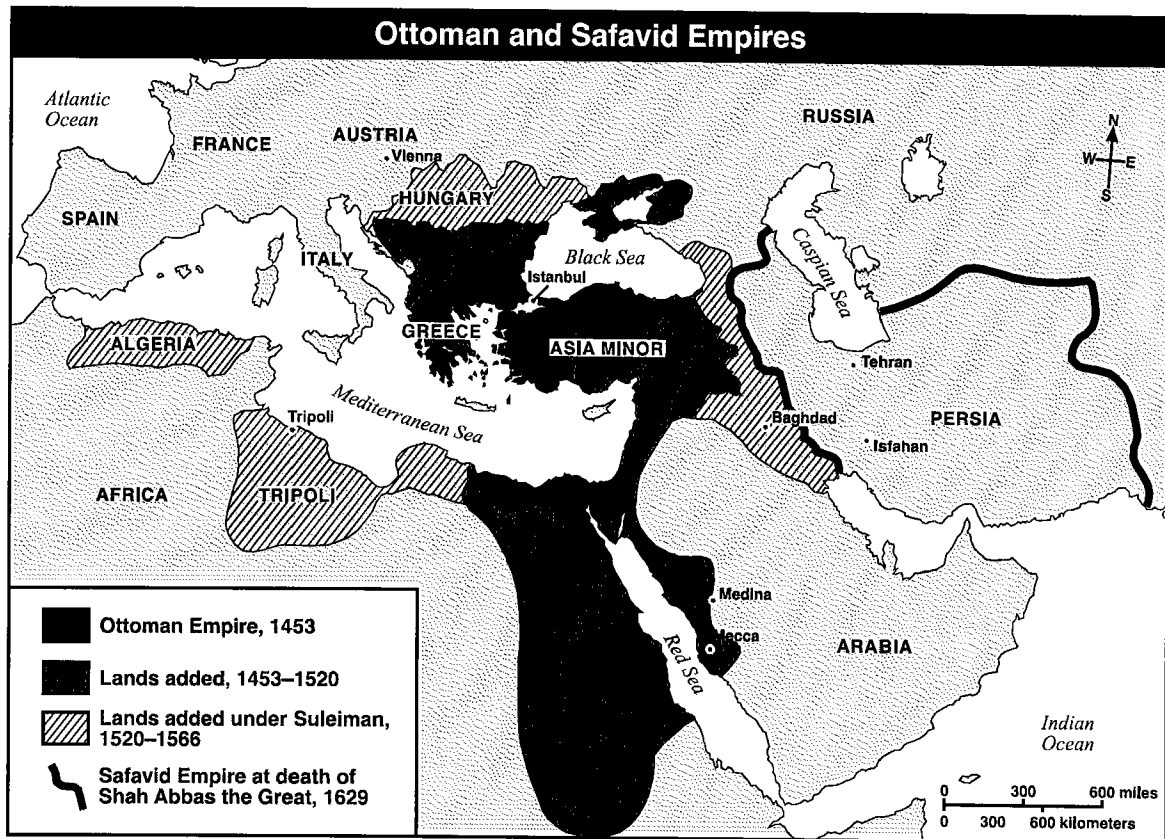 Ottoman and Safavid Empires
Atlantic
Ocean
FRANCE
AUSTRIA
Vienna
RUSSIA
N
W E
S
HUNGARY
SPAIN
ITALY
Black Sea
Caspian Sea
Istanbul
GREECE
ASIA MINOR
ALGERIA
Tehran
Mediterranean Sea
Tripoli
Baghdad
PERSIA
Isfahan
AFRICA
TRIPOLI
Medina
Mecca
Red Sea
ARABIA
Indian
Ocean
Ottoman Empire, 1453
Lands added, 1453–1520
Lands added under Suleiman,
1520–1566
Safavid Empire at death of
Shah Abbas the Great, 1629
0 300 600 miles
0 300 600 kilometers